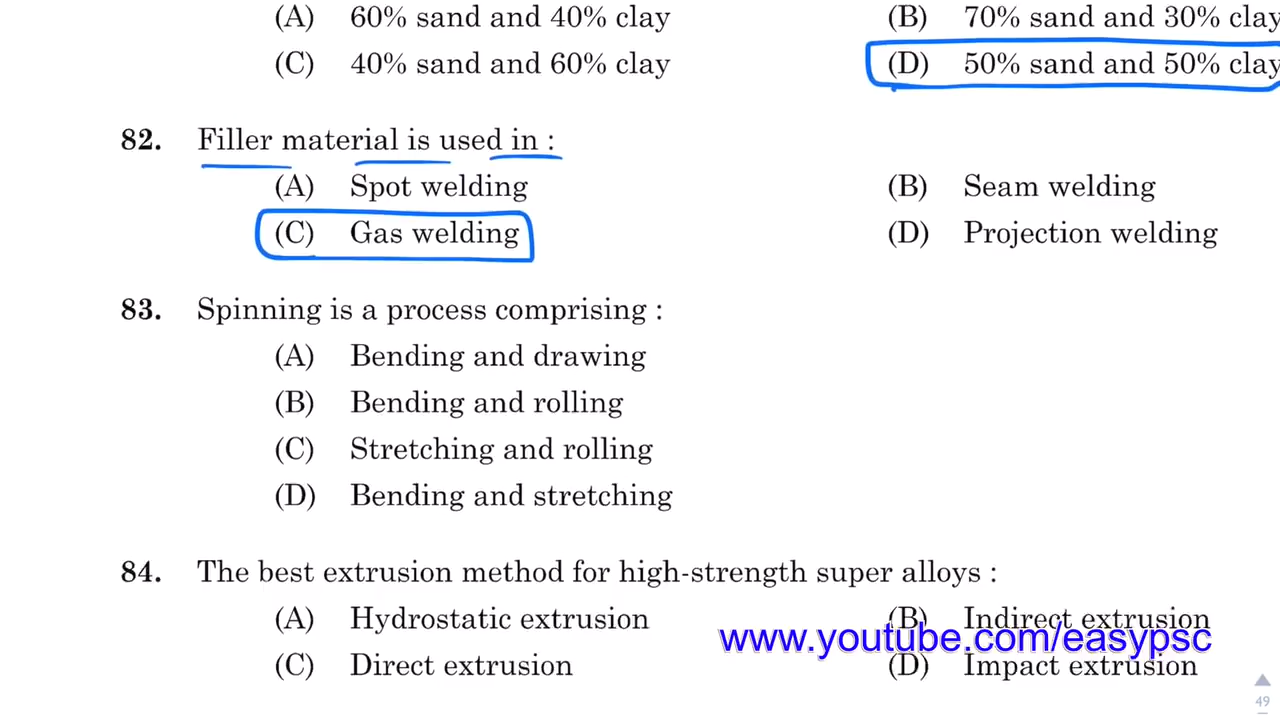 (A) 60% sand and 40% clay (B) 70% sand and 30% clay
(C) 40% sand and 60% clay (D) 50% sand and 50% clay
82. Filler material is used in :
(A) Spot welding (B) Seam welding
(C) Gas welding (D) Projection welding
83. Spinning is a process comprising :
(A) Bending and drawing
(B) Bending and rolling
(C) Stretching and rolling
(D) Bending and stretching
84. The best extrusion method for high-strength super alloys :
(A) Hydrostatic extrusion (B) Indirect extrusion
www.youtube.com/easypsc
(C) Direct extrusion (D) Impact extrusion
49